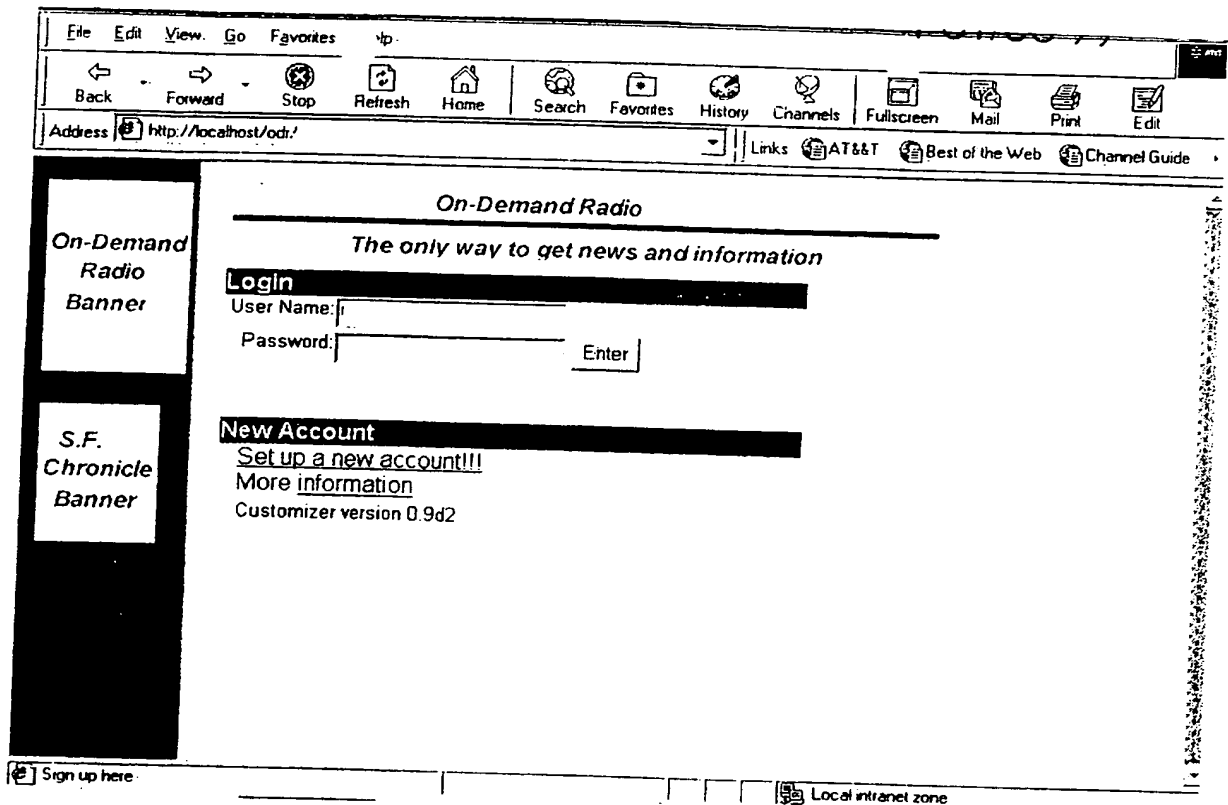 File Edit View. Go Favorites
Back Forward Stop Refresh Home Search Favorites History Channels Fullscreen Mail Print Edit
Address http://localhost/odr/ Links AT&&T Best of the Web Channel Guide
On-Demand Radio
The only way to get news and information
On-Demand
Radio
Banner
Login
User Name:
Password:
Enter
New Account
Set up a new account!!!
More information
Customizer version 0.9d2
S.F.
Chronicle
Banner
Sign up here
Local intranet zone